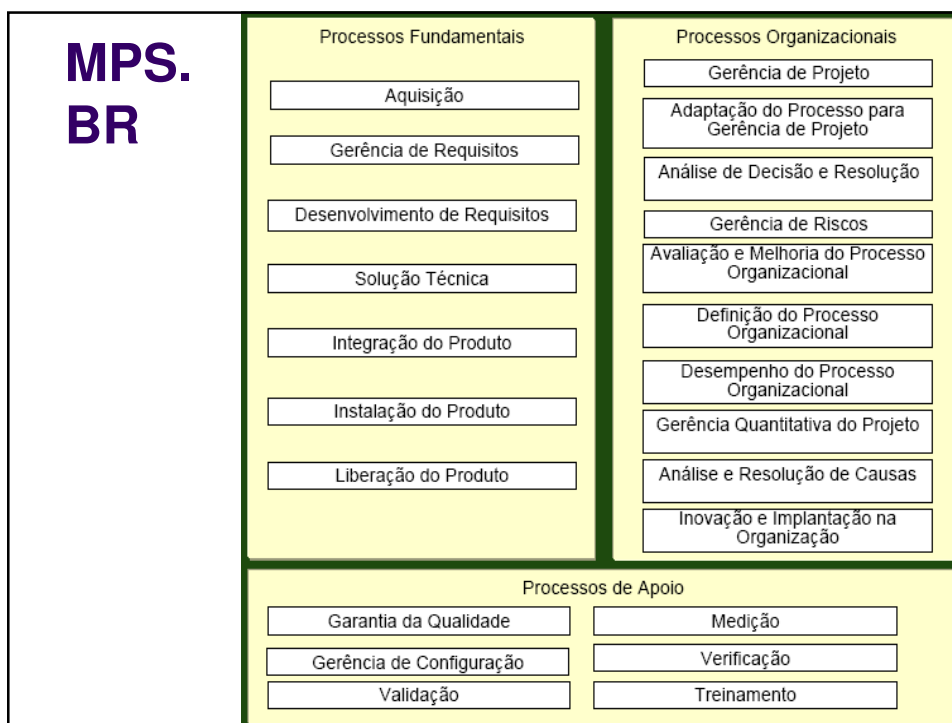 MPS.
BR
Processos Fundamentais
Aquisição
Gerência de Requisitos
Desenvolvimento de Requisitos
Solução Técnica
Integração do Produto
Instalação do Produto
Liberação do Produto
Processos Organizacionais
Gerência de Projeto
Adaptação do Processo para
Gerência de Projeto
Análise de Decisão e Resolução
Gerência de Riscos
Avaliação e Melhoria do Processo
Organizacional
Definição do Processo
Organizacional
Desempenho do Processo
Organizacional
Gerência Quantitativa do Projeto
Análise e Resolução de Causas
Inovação e Implantação na
Organização
Processos de Apoio
Garantia da Qualidade
Medição
Gerência de Configuração
Verificação
Validação
Treinamento